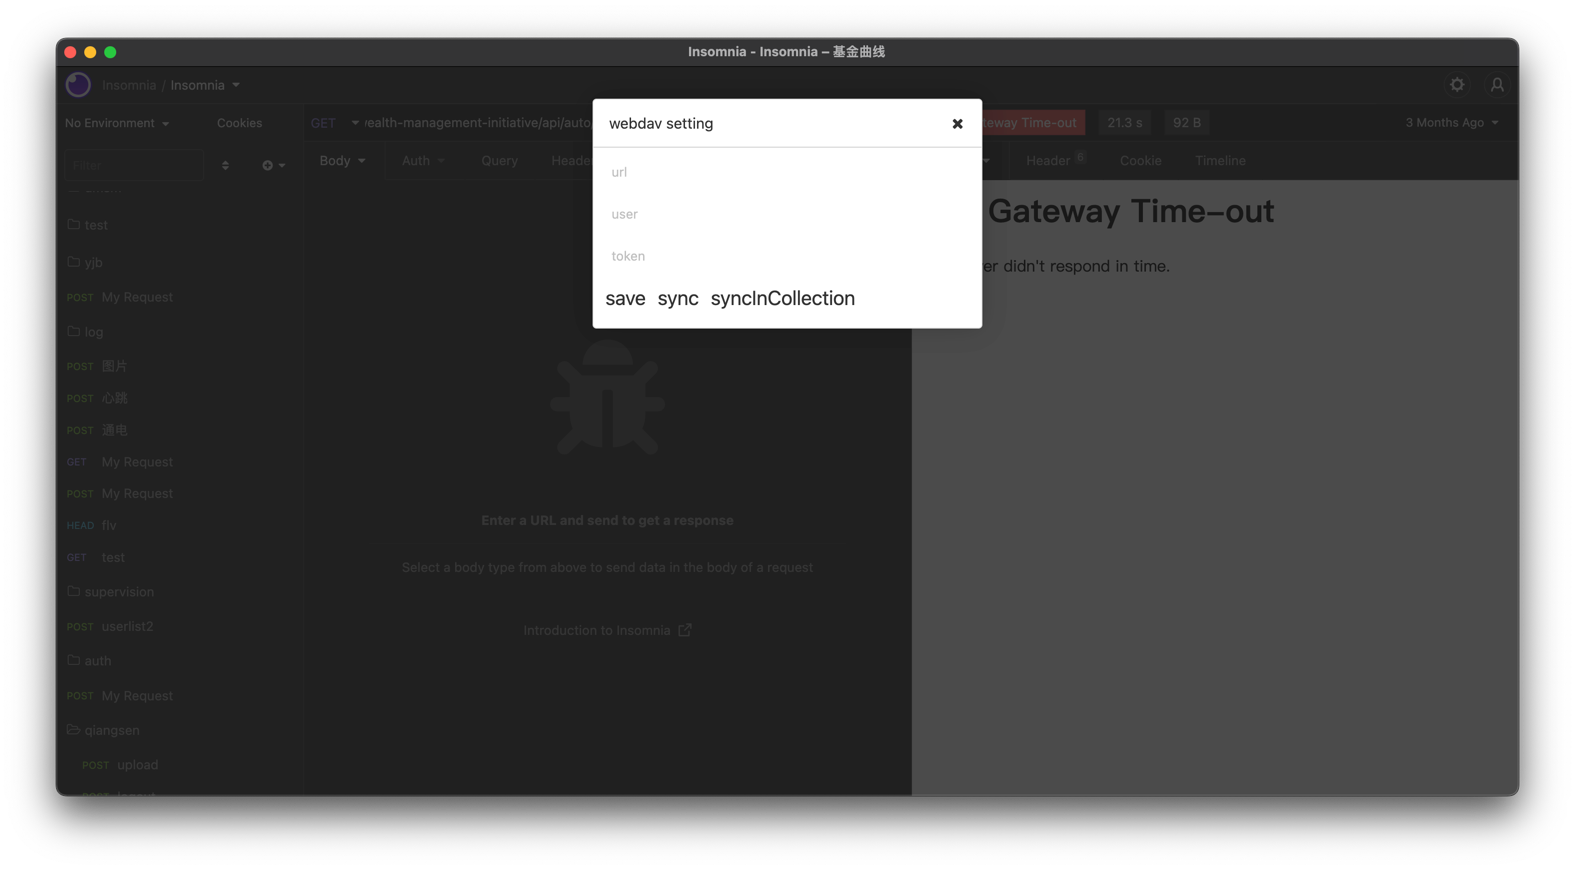 Insomnia - Insomnia – 基金曲线
Insomnia / Insomnia
No Environment
Cookies
GET
ealth-management-initiative/api/auto/
teway Time-out
21.3 s
92 B
3 Months Ago
Filter
Body
Auth
Query
Heade
Header 6
Cookie
Timeline
webdav setting
url
user
token
save sync syncInCollection
Gateway Time-out
er didn't respond in time.
test
yjb
POST My Request
log
POST 图片
POST 心跳
POST 通电
GET My Request
POST My Request
HEAD flv
GET test
supervision
POST userlist2
auth
POST My Request
qiangsen
POST upload
Enter a URL and send to get a response
Select a body type from above to send data in the body of a request
Introduction to Insomnia